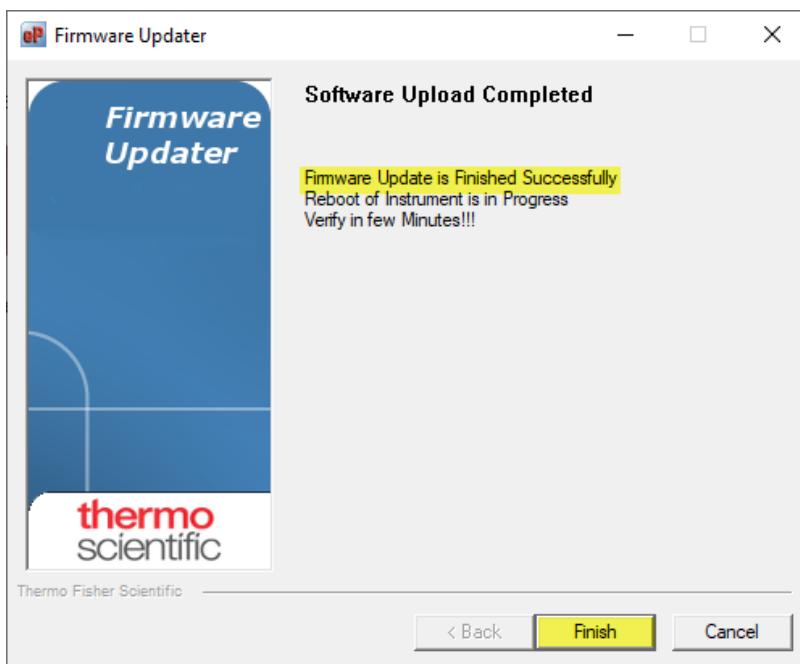 eP Firmware Updater
Firmware
Updater
Software Upload Completed
Firmware Update is Finished Successfully
Reboot of Instrument is in Progress
Verify in few Minutes!!!
thermo
scientific
Thermo Fisher Scientific
< Back
Finish
Cancel